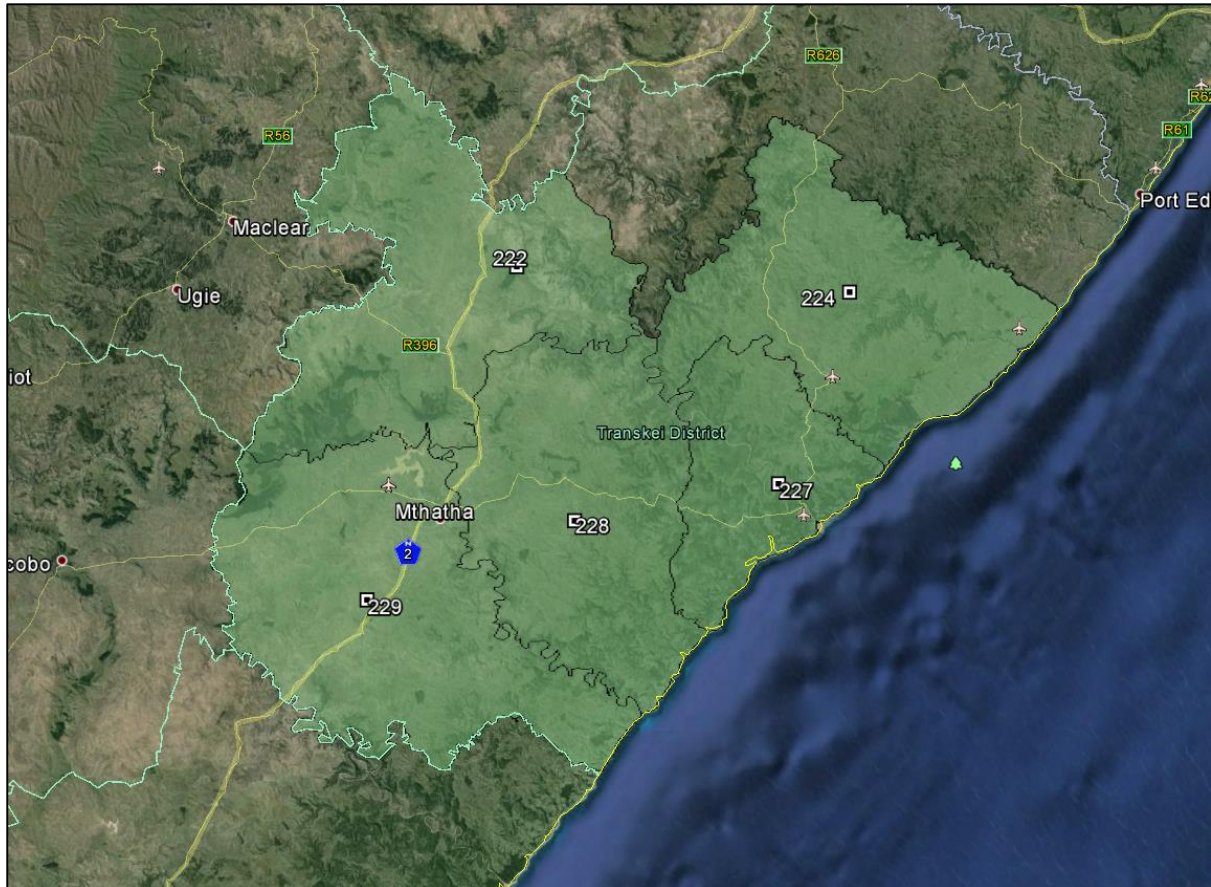 R626
R62
R61
R56
Port Ed
Maclear
222
Ugie
224
R396
iot
Transkei District
227
Mthatha
228
2
cobo
229